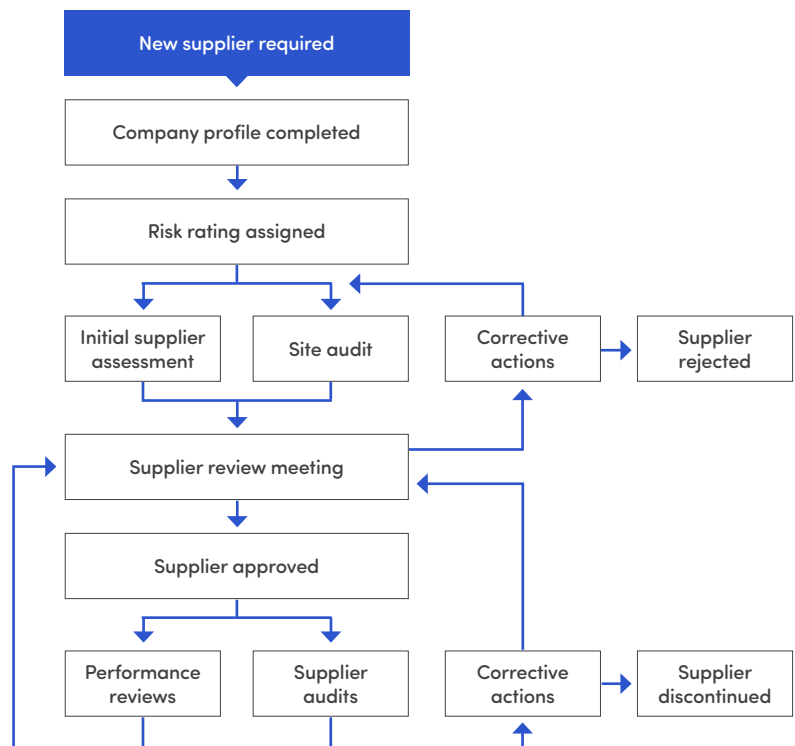 New supplier required
Company profile completed
Risk rating assigned
Initial supplier
assessment
Site audit
Corrective
actions
Supplier
rejected
Supplier review meeting
Supplier approved
Performance
reviews
Supplier
audits
Corrective
actions
Supplier
discontinued